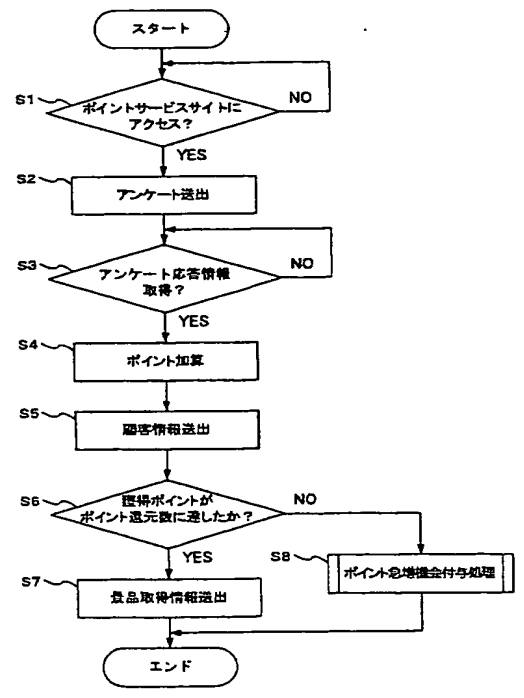 スタート
S1
ポイントサービスサイトに
アクセス?
NO
YES
S2
アンケート送出
S3
アンケート応答情報
取得?
NO
YES
S4
ポイント加算
S5
顧客情報送出
S6
獲得ポイントが
ポイント還元数に達したか?
NO
YES
S7
景品取得情報送出
S8
ポイント急増機会付与処理
エンド